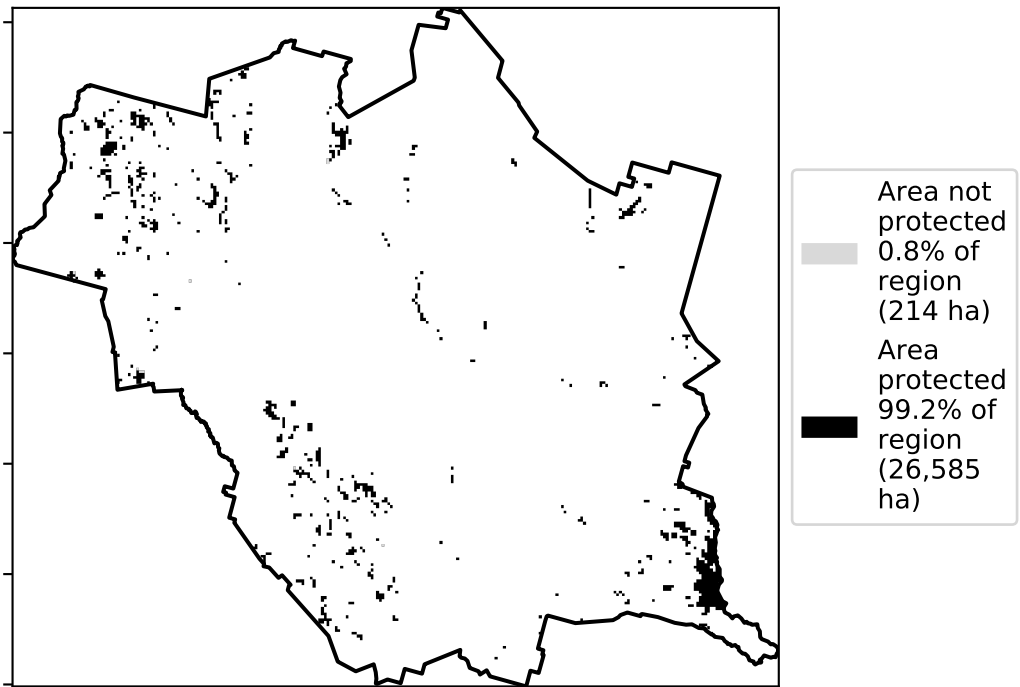 Area not
protected
0.8% of
region
(214 ha)
Area
protected
99.2% of
region
(26,585
ha)